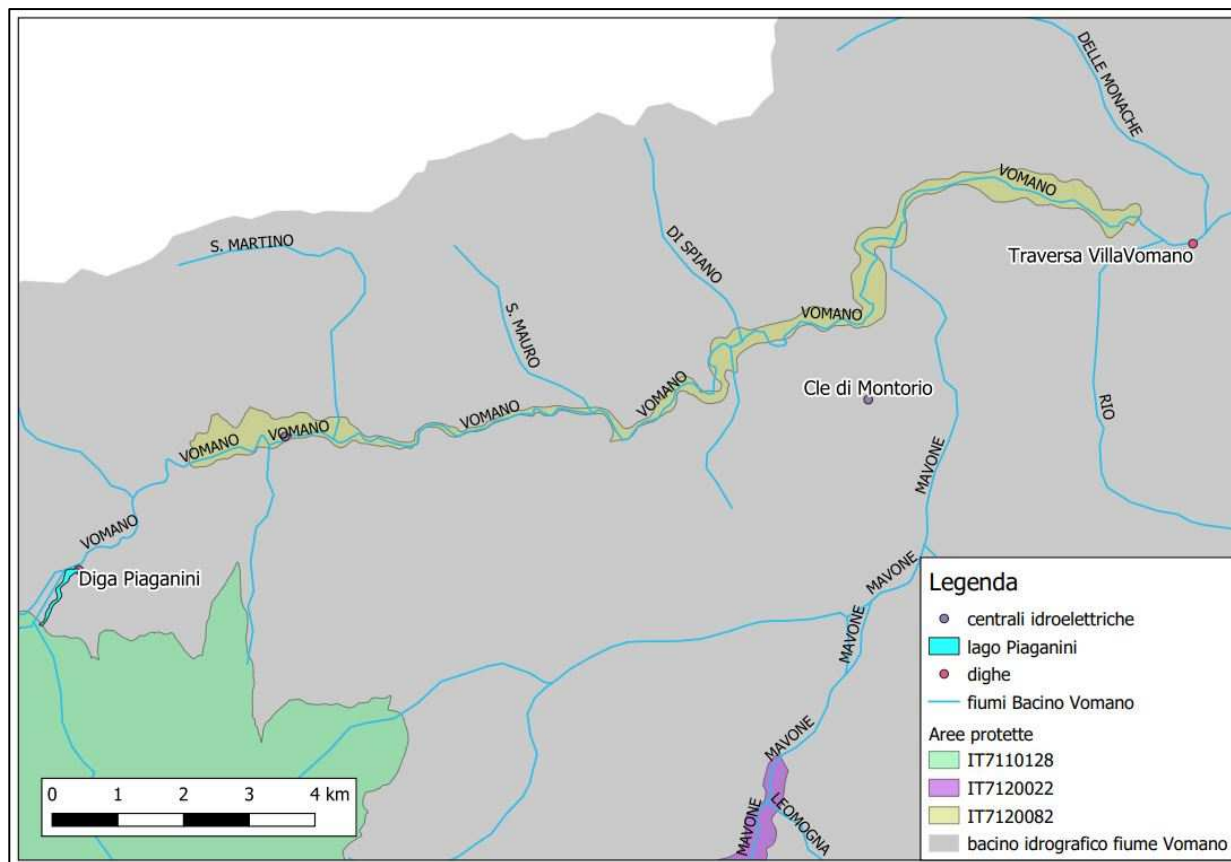 DELLE MONACHE
VOMANO
S. MARTINO
DI SPIANO
Traversa VillaVomano
S. MAURO
VOMANO
Cle di Montorio
VOMANO
VOMANO
RIO
VOMANO
VOMANO
MAVONE
VOMANO
Diga Piaganini
MAVONE
MAVONE
MAVONE
LEOMOGNA
MAVONE
0 1 2 3 4 km
Legenda
centrali idroelettriche
lago Piaganini
dighe
fiumi Bacino Vomano
Aree protette
IT7110128
IT7120022
IT7120082
bacino idrografico fiume Vomano